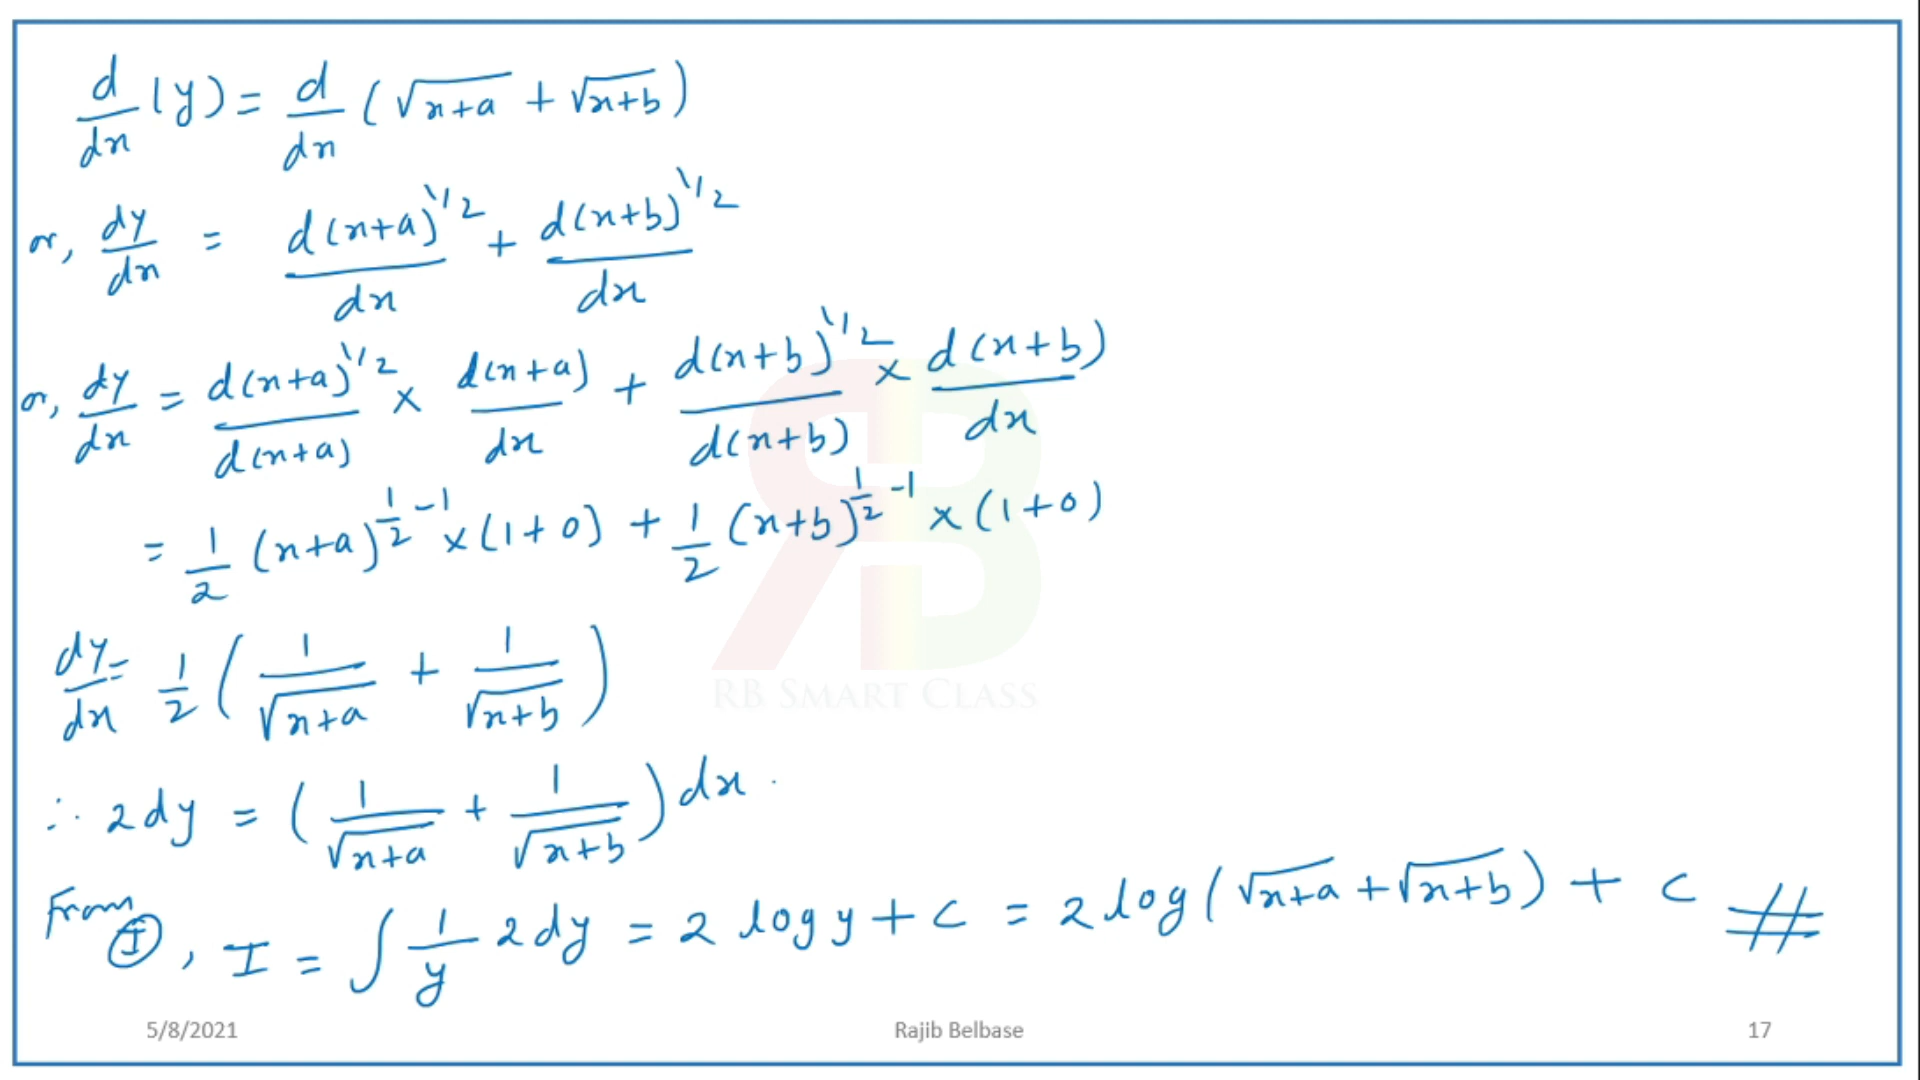 d/dx (y) = d/dx (√x+a + √x+b)
or, dy/dx = d(x+a)^1/2 / dx + d(x+b)^1/2 / dx
or, dy/dx = d(x+a)^1/2 / d(x+a) × d(x+a)/dx + d(x+b)^1/2 / d(x+b) × d(x+b)/dx
= 1/2 (x+a)^1/2-1 × (1+0) + 1/2 (x+b)^1/2-1 × (1+0)
dy/dx = 1/2 (1/√x+a + 1/√x+b)
RB SMART CLASS
∴ 2dy = (1/√x+a + 1/√x+b) dx.
From Ⓘ, I = ∫ 1/y 2dy = 2 log y + c = 2 log(√x+a + √x+b) + c #
5/8/2021
Rajib Belbase
17